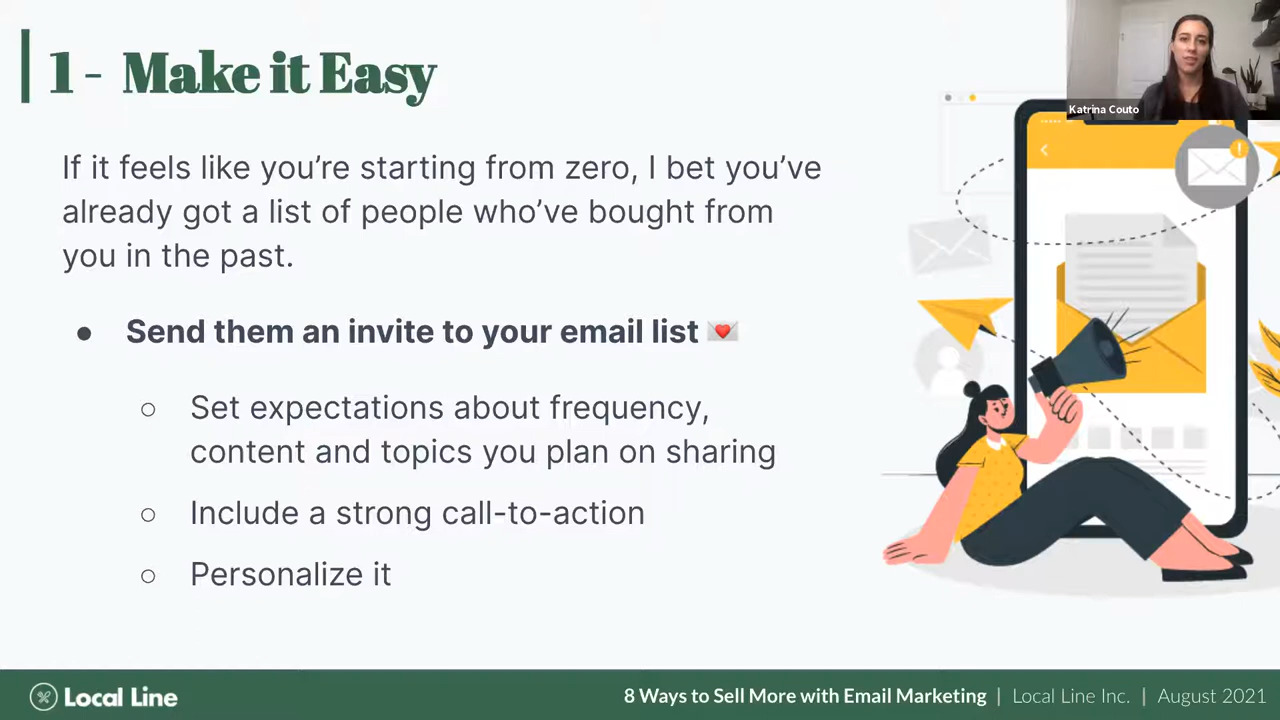 1 - Make it Easy
Katrina Couto
If it feels like you’re starting from zero, I bet you’ve
already got a list of people who’ve bought from
you in the past.
● Send them an invite to your email list 💌
○ Set expectations about frequency,
content and topics you plan on sharing
○ Include a strong call-to-action
○ Personalize it
Local Line
8 Ways to Sell More with Email Marketing | Local Line Inc. | August 2021